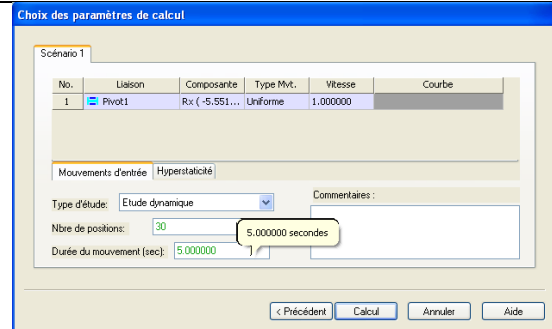 Choix des paramètres de calcul
Scénario 1
No. Liaison Composante Type Mvt. Vitesse Courbe
1 Pivot1 Rx ( -5.551... Uniforme 1.000000
Mouvements d'entrée Hyperstaticité
Type d'étude: Etude dynamique Commentaires :
Nbre de positions: 30
5.000000 secondes
Durée du mouvement (sec): 5.000000
< Précédent Calcul Annuler Aide